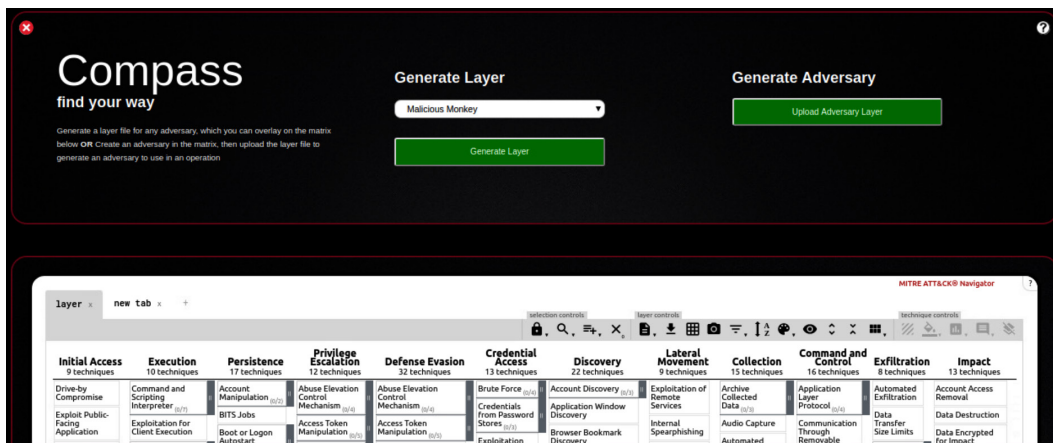 Compass
find your way
Generate a layer file for any adversary, which you can overlay on the matrix
below OR Create an adversary in the matrix, then upload the layer file to
generate an adversary to use in an operation
Generate Layer
Malicious Monkey
Generate Layer
Generate Adversary
Upload Adversary Layer
MITRE ATT&CK® Navigator
?
layer x
new tab x
+
selection controls
layer controls
technique controls
Initial Access
9 techniques
Drive-by
Compromise
Exploit Public-
Facing
Application
Execution
10 techniques
Command and
Scripting
Interpreter (0/7)
Exploitation for
Client Execution
Persistence
17 techniques
Account
Manipulation (0/2)
BITS Jobs
Boot or Logon
Autostart
Privilege
Escalation
12 techniques
Abuse Elevation
Control
Mechanism (0/4)
Access Token
Manipulation (0/5)
Defense Evasion
32 techniques
Abuse Elevation
Control
Mechanism (0/4)
Access Token
Manipulation (0/5)
Credential
Access
13 techniques
Brute Force (0/4)
Credentials
from Password
Stores (0/3)
Exploitation
Discovery
22 techniques
Account Discovery (0/3)
Application Window
Discovery
Browser Bookmark
Discovery
Lateral
Movement
9 techniques
Exploitation of
Remote
Services
Internal
Spearphishing
Collection
15 techniques
Archive
Collected
Data (0/3)
Audio Capture
Automated
Command and
Control
16 techniques
Application
Layer
Protocol (0/4)
Communication
Through
Removable
Exfiltration
8 techniques
Automated
Exfiltration
Data
Transfer
Size Limits
Impact
13 techniques
Account Access
Removal
Data Destruction
Data Encrypted
for Impact